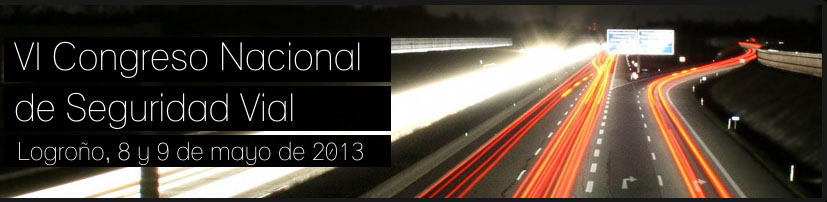 VI Congreso Nacional
de Seguridad Vial
Logroño, 8 y 9 de mayo de 2013